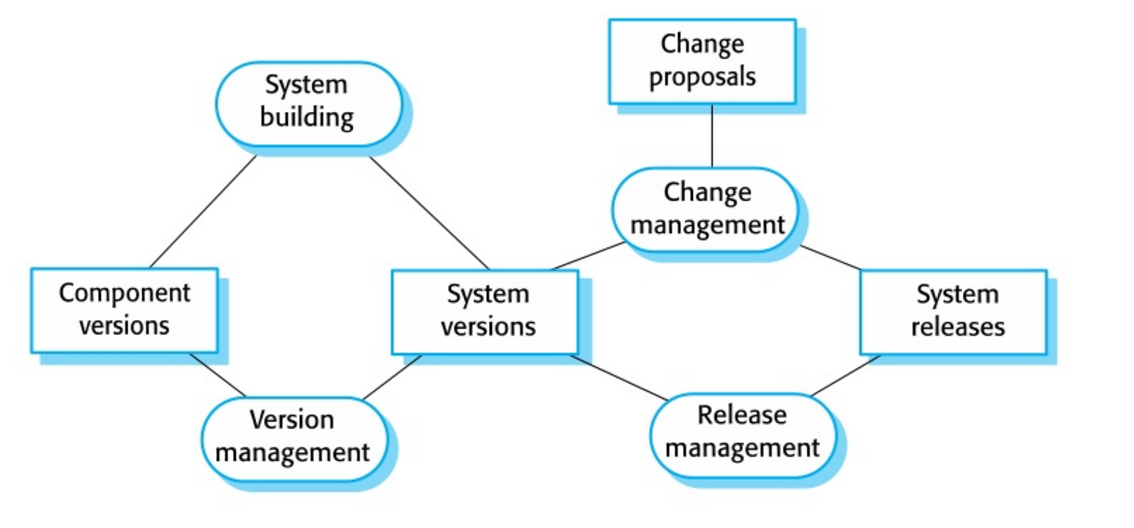 Change
proposals
System
building
Change
management
Component
versions
System
versions
System
releases
Version
management
Release
management